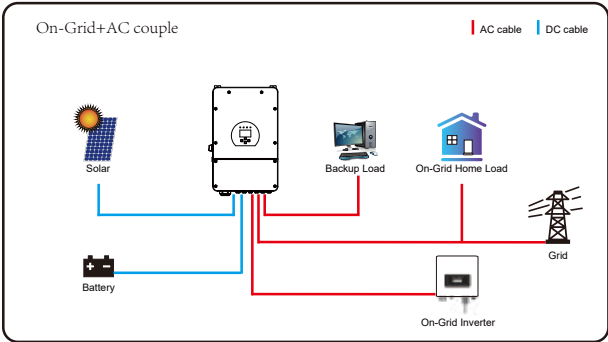 On-Grid+AC couple
AC cable
DC cable
Solar
Backup Load
On-Grid Home Load
Grid
Battery
On-Grid Inverter